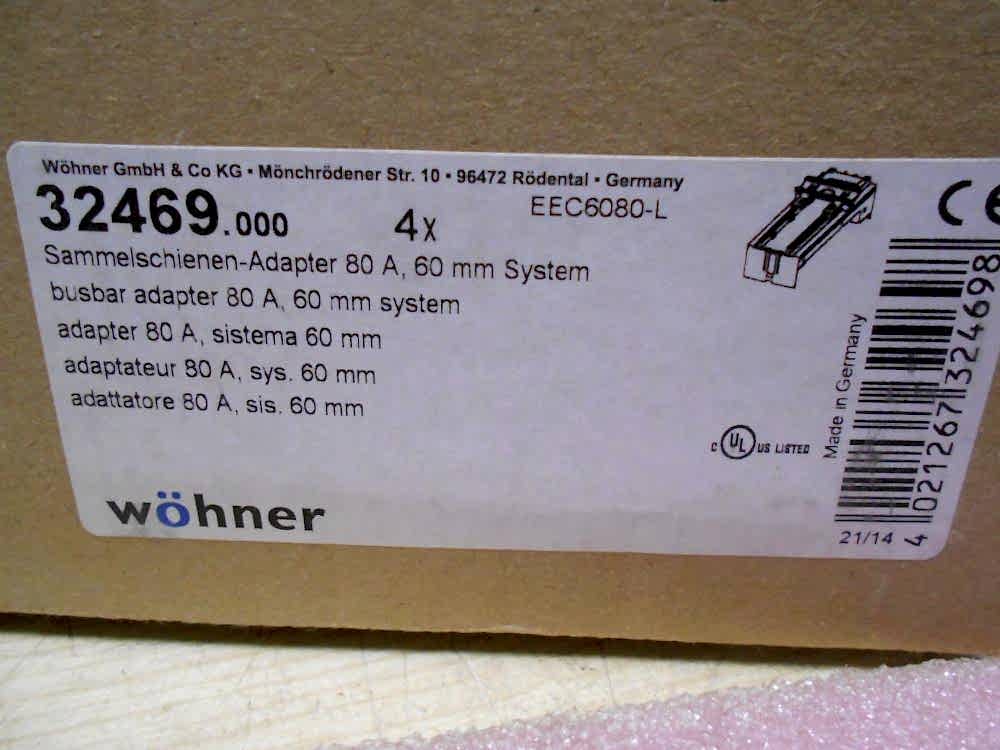 Wöhner GmbH & Co KG • Mönchrödener Str. 10 • 96472 Rödental • Germany
32469.000
4x
EEC6080-L
CE
Sammelschienen-Adapter 80 A, 60 mm System
busbar adapter 80 A, 60 mm system
adapter 80 A, sistema 60 mm
adaptateur 80 A, sys. 60 mm
adattatore 80 A, sis. 60 mm
Made in Germany
C UL US LISTED
wöhner
21/14
4 021267 324698